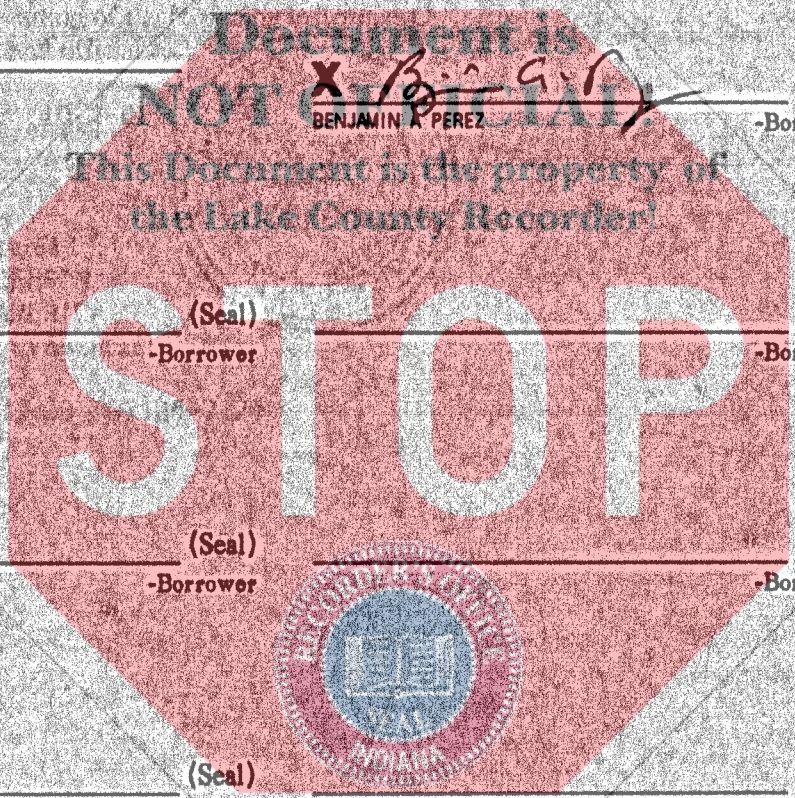 Document is
NOT OFFICIAL!
X
BENJAMIN A PEREZ
-Bor
This Document is the property of
the Lake County Recorder!
(Seal)
-Borrower
-Bor
STOP
(Seal)
-Borrower
-Bor
RECORDER'S OFFICE
SEAL
INDIANA
(Seal)